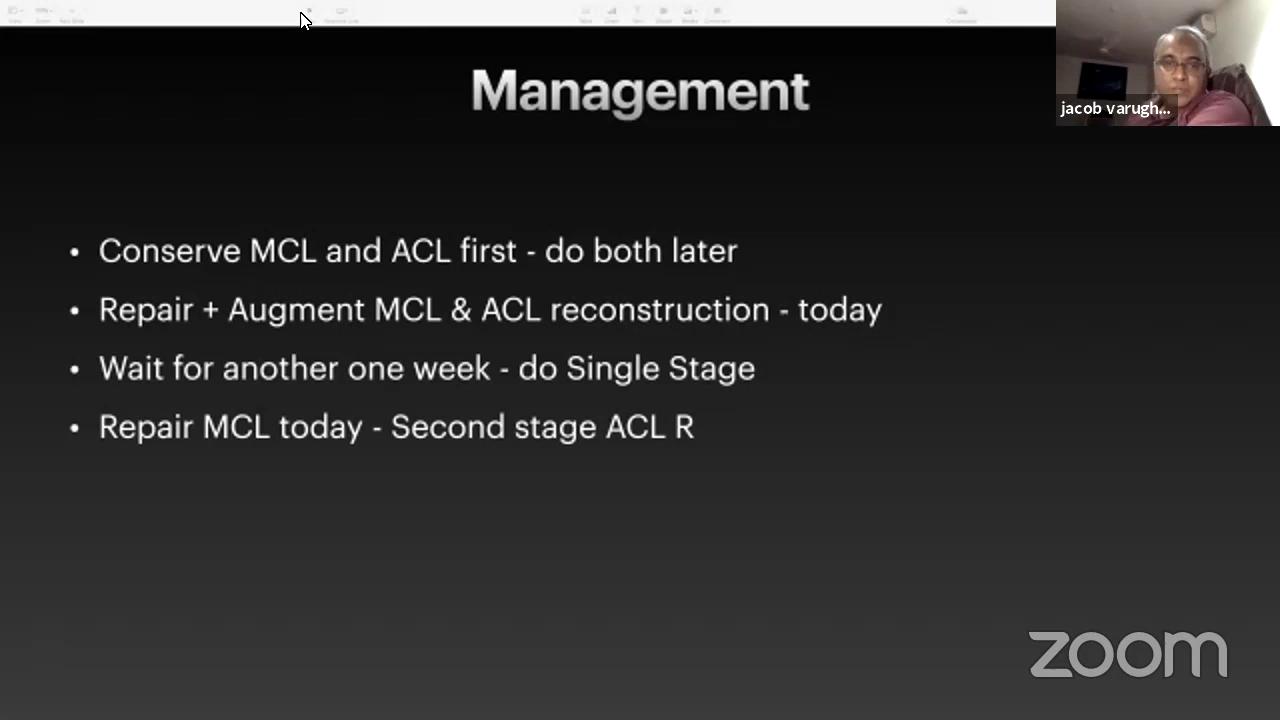 Management
jacob varugh...
• Conserve MCL and ACL first - do both later
• Repair + Augment MCL & ACL reconstruction - today
• Wait for another one week - do Single Stage
• Repair MCL today - Second stage ACL R
zoom